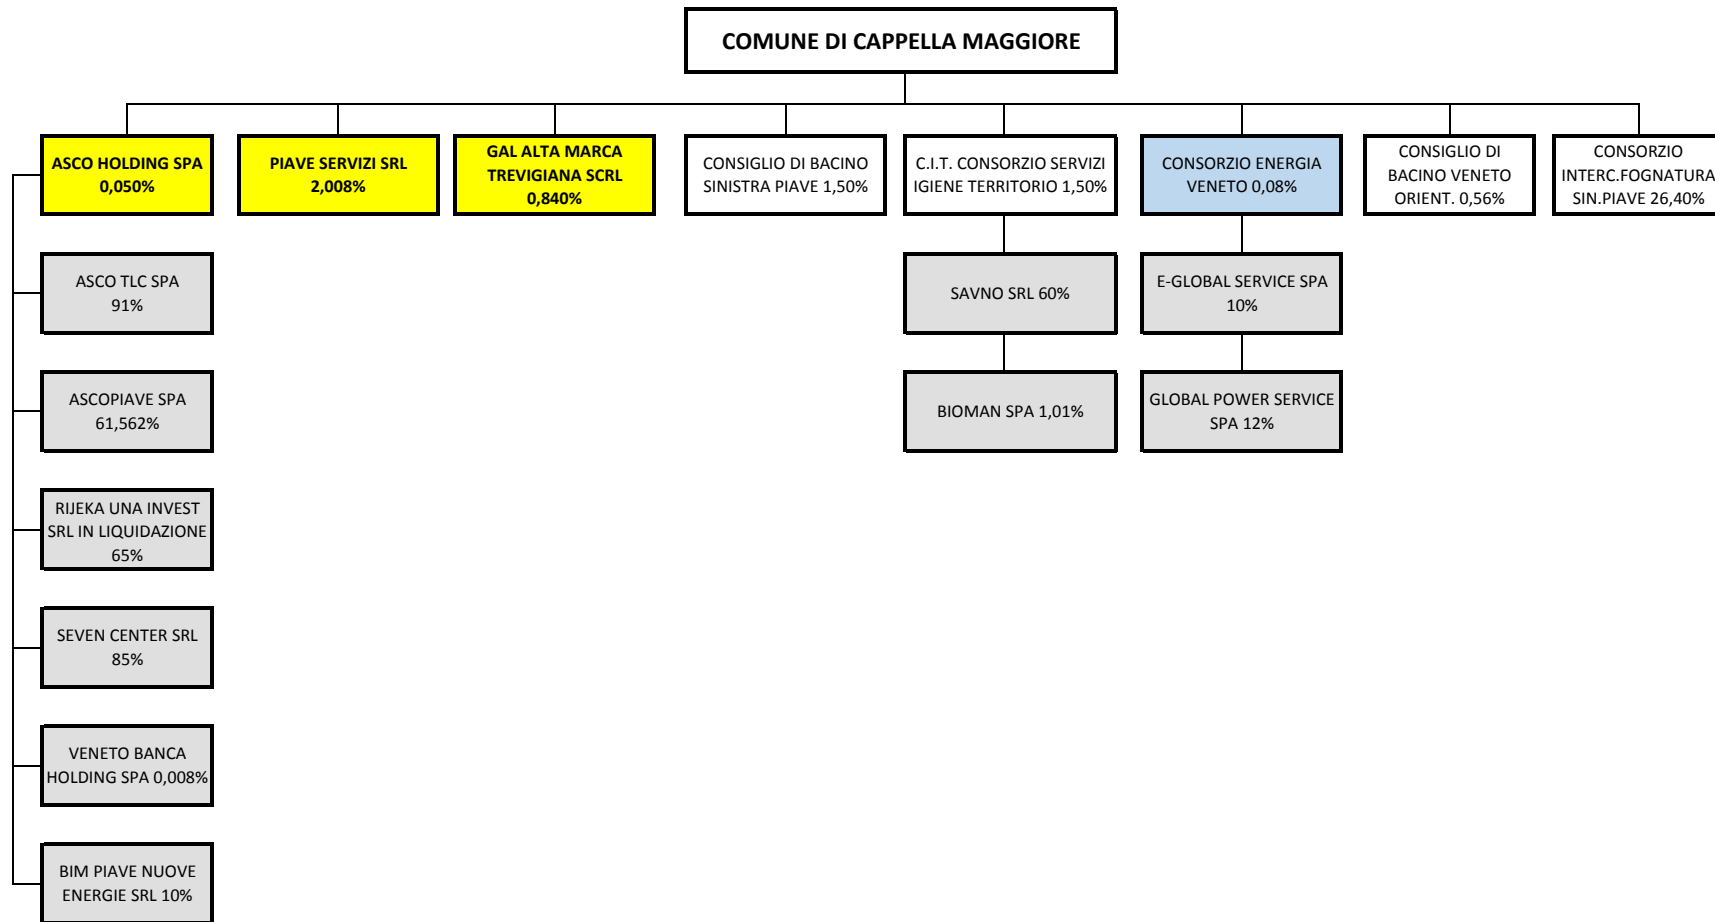 COMUNE DI CAPPELLA MAGGIORE
ASCO HOLDING SPA
0,050%
PIAVE SERVIZI SRL
2,008%
GAL ALTA MARCA
TREVIGIANA SCRL
0,840%
CONSIGLIO DI BACINO
SINISTRA PIAVE 1,50%
C.I.T. CONSORZIO SERVIZI
IGIENE TERRITORIO 1,50%
CONSORZIO ENERGIA
VENETO 0,08%
CONSIGLIO DI
BACINO VENETO
ORIENT. 0,56%
CONSORZIO
INTERC.FOGNATURA
SIN.PIAVE 26,40%
ASCO TLC SPA
91%
SAVNO SRL 60%
E-GLOBAL SERVICE SPA
10%
ASCOPIAVE SPA
61,562%
BIOMAN SPA 1,01%
GLOBAL POWER SERVICE
SPA 12%
RIJEKA UNA INVEST
SRL IN LIQUIDAZIONE
65%
SEVEN CENTER SRL
85%
VENETO BANCA
HOLDING SPA 0,008%
BIM PIAVE NUOVE
ENERGIE SRL 10%